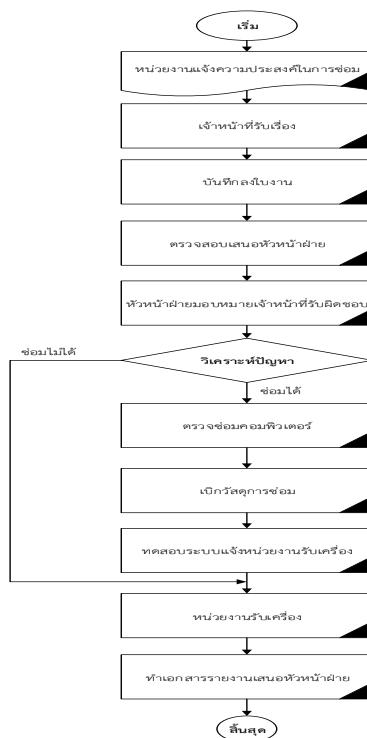 เริ่ม
หน่วยงานแจ้งความประสงค์ในการซ่อม
เจ้าหน้าที่รับเรื่อง
บันทึกลงใบงาน
ตรวจสอบเสนอหัวหน้าฝ่าย
หัวหน้าฝ่ายมอบหมายเจ้าหน้าที่รับผิดชอบ
ซ่อมไม่ได้
วิเคราะห์ปัญหา
ซ่อมได้
ตรวจซ่อมคอมพิวเตอร์
เบิกวัสดุการซ่อม
ทดสอบระบบแจ้งหน่วยงานรับเครื่อง
หน่วยงานรับเครื่อง
ทำเอกสารรายงานเสนอหัวหน้าฝ่าย
สิ้นสุด